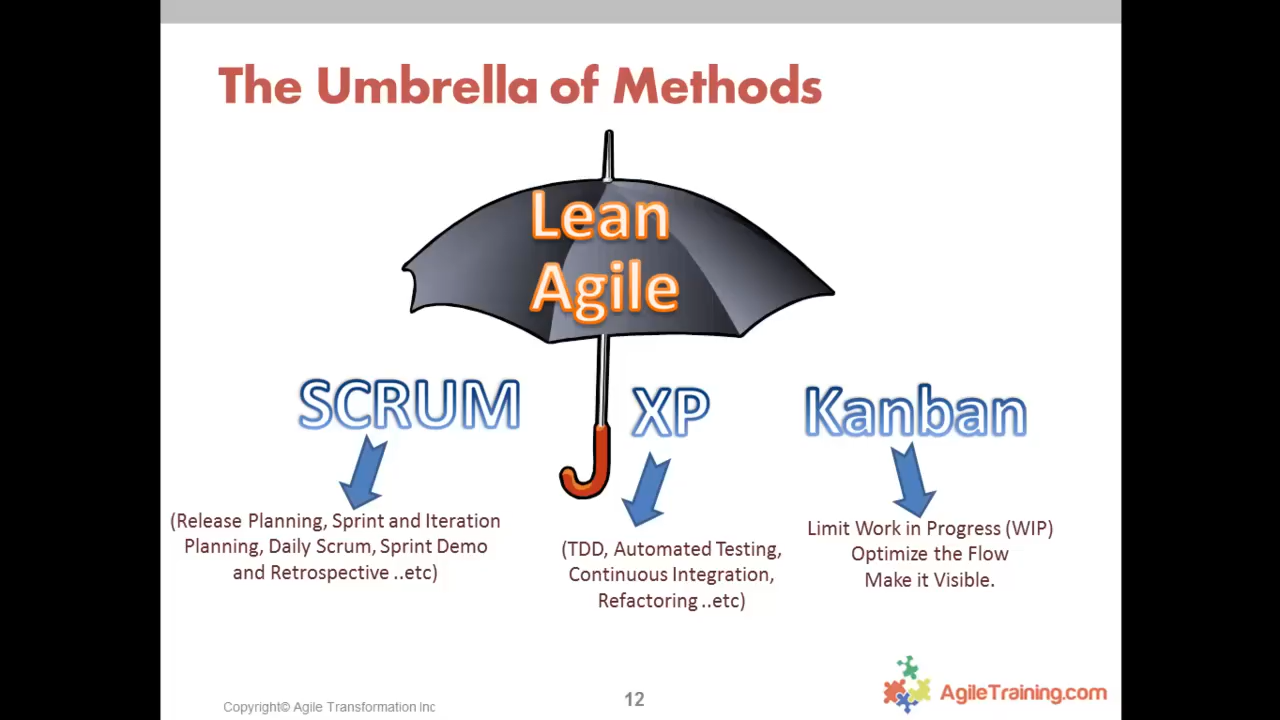 The Umbrella of Methods
Lean
Agile
SCRUM
XP
Kanban
(Release Planning, Sprint and Iteration
Planning, Daily Scrum, Sprint Demo
and Retrospective ..etc)
(TDD, Automated Testing,
Continuous Integration,
Refactoring ..etc)
Limit Work in Progress (WIP)
Optimize the Flow
Make it Visible.
Copyright© Agile Transformation Inc
12
AgileTraining.com